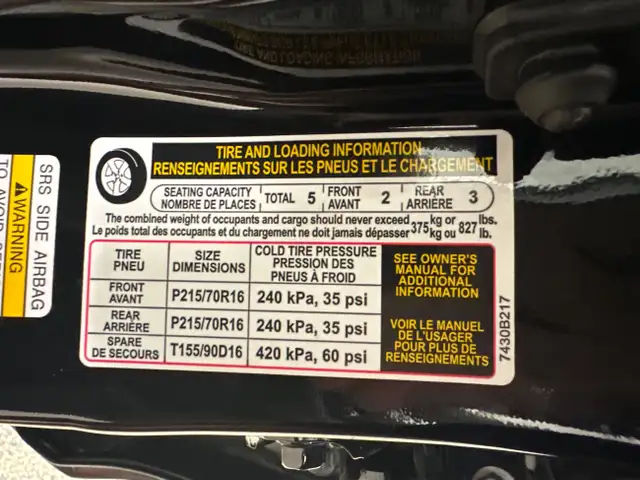 TIRE AND LOADING INFORMATION
RENSEIGNEMENTS SUR LES PNEUS ET LE CHARGEMENT
SEATING CAPACITY
NOMBRE DE PLACES
TOTAL 5
FRONT
AVANT
2
REAR
ARRIÈRE
3
The combined weight of occupants and cargo should never exceed 375 kg or 827 lbs.
Le poids total des occupants et du chargement ne doit jamais dépasser 375 kg ou 827 lb.
TIRE
PNEU
SIZE
DIMENSIONS
COLD TIRE PRESSURE
PRESSION DES
PNEUS À FROID
FRONT
AVANT
P215/70R16
240 kPa, 35 psi
REAR
ARRIÈRE
P215/70R16
240 kPa, 35 psi
SPARE
DE SECOURS
T155/90D16
420 kPa, 60 psi
SEE OWNER'S
MANUAL FOR
ADDITIONAL
INFORMATION
VOIR LE MANUEL
DE L'USAGER
POUR PLUS DE
RENSEIGNEMENTS
7430B217
SRS SIDE AIRBAG
WARNING